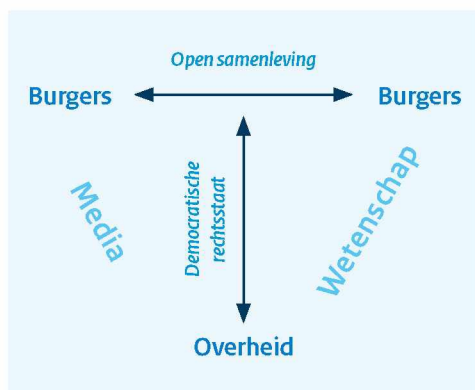 Open samenleving
Burgers
Burgers
Media
Democratische
rechtsstaat
Wetenschap
Overheid